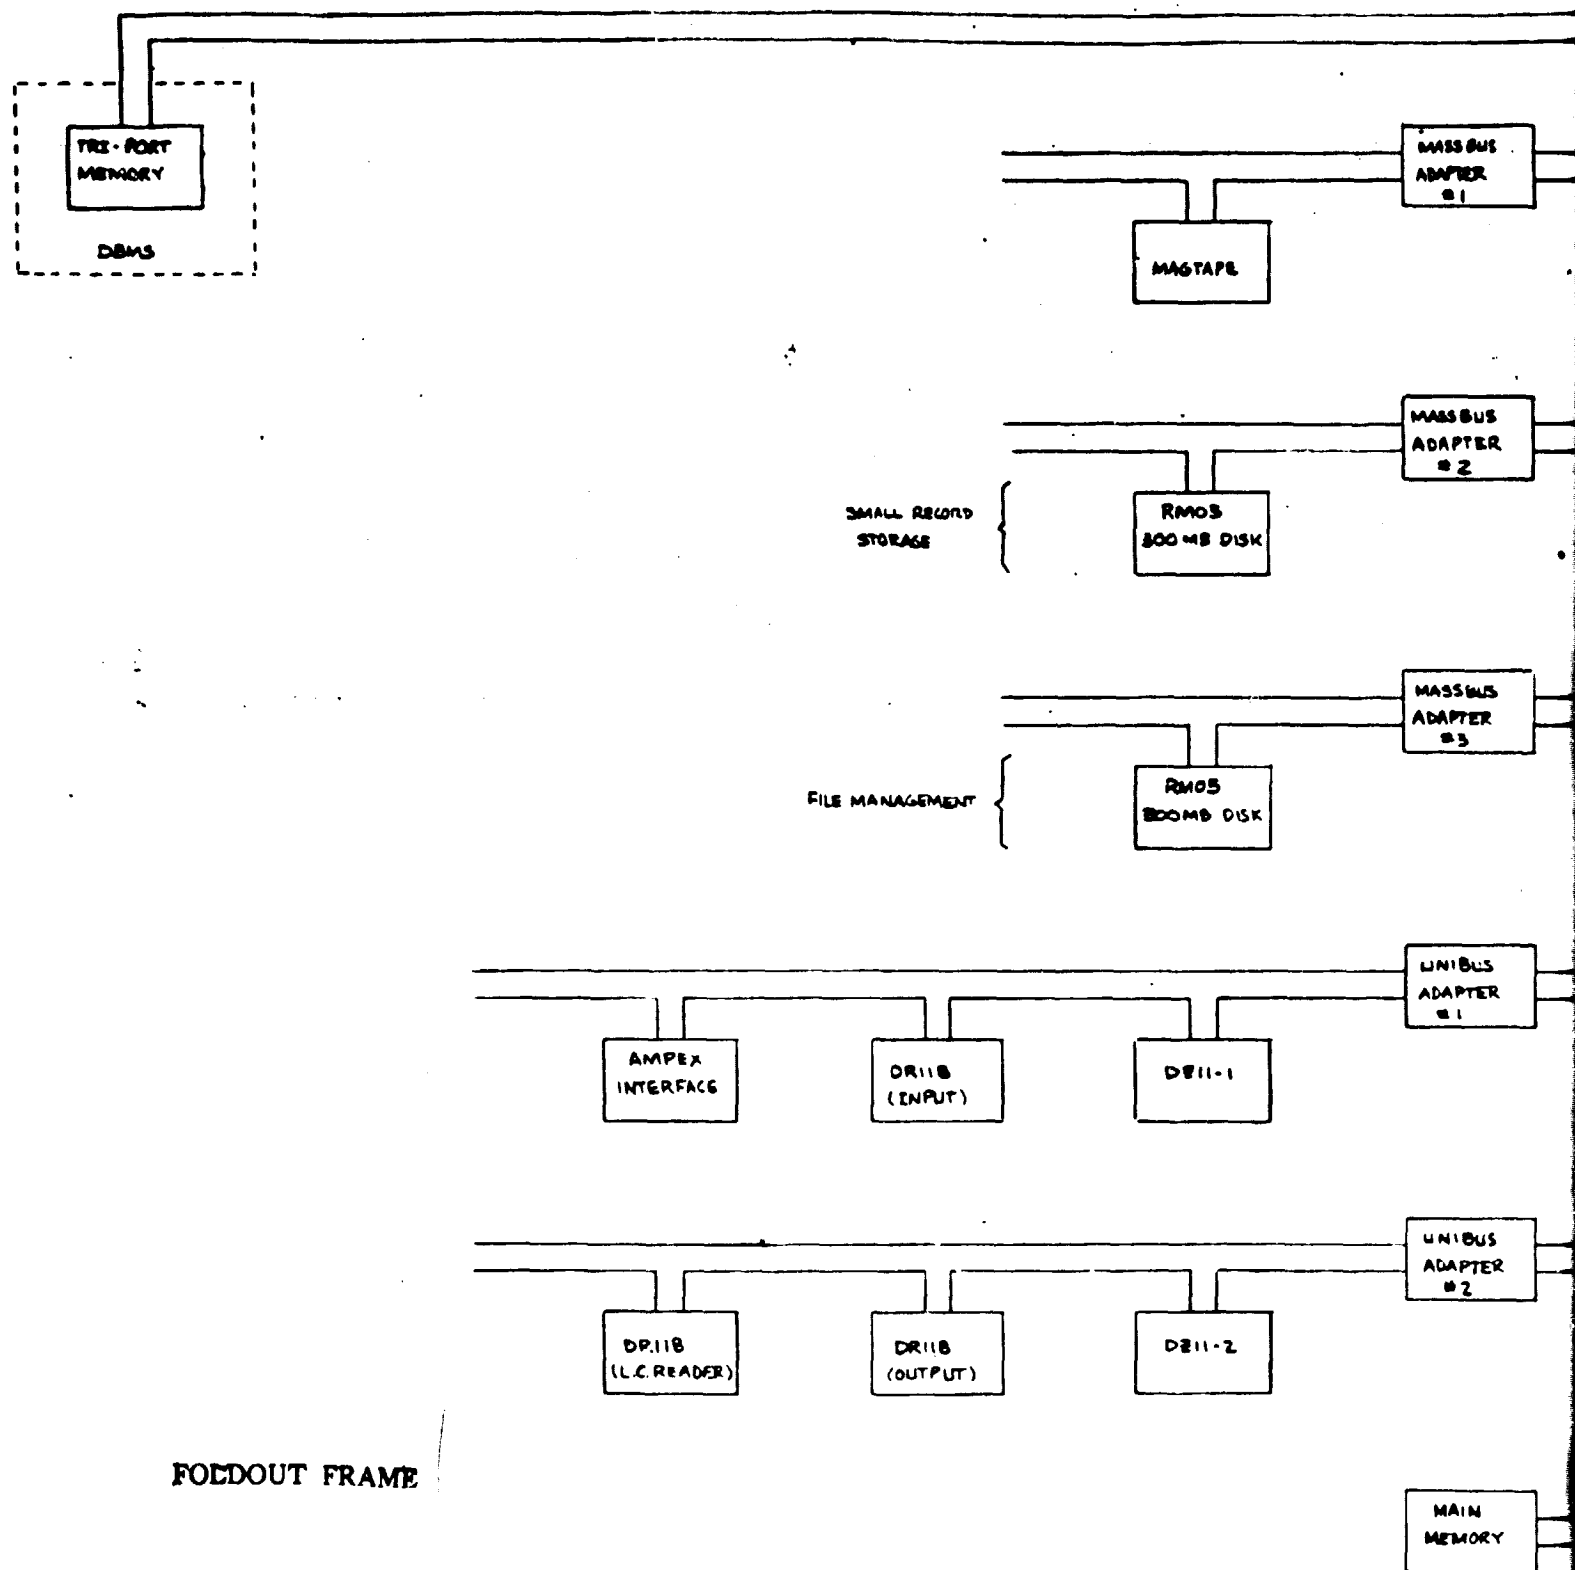 TRI-PORT
MEMORY
DBMS
MASSBUS
ADAPTER
#1
MAGTAPE
MASSBUS
ADAPTER
#2
SMALL RECORD
STORAGE
RM05
300 MB DISK
MASSBUS
ADAPTER
#3
FILE MANAGEMENT
RM05
300MB DISK
UNIBUS
ADAPTER
#1
AMPEX
INTERFACE
DR11B
(INPUT)
DZ11-1
UNIBUS
ADAPTER
#2
DR11B
(L.C. READER)
DR11B
(OUTPUT)
DZ11-2
FOLDOUT FRAME
MAIN
MEMORY